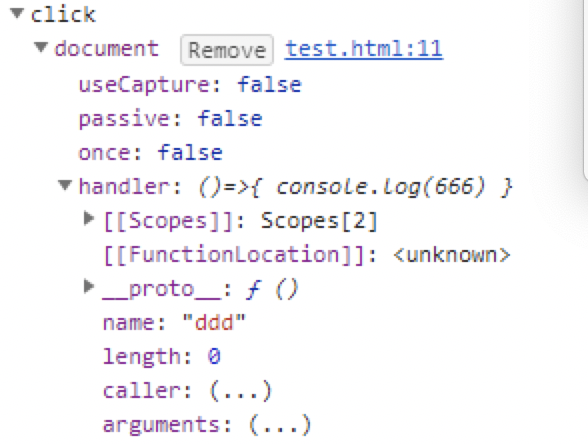 click
document Remove test.html:11
useCapture: false
passive: false
once: false
handler: ()=>{ console.log(666) }
[[Scopes]]: Scopes[2]
[[FunctionLocation]]: <unknown>
__proto__: ƒ ()
name: "ddd"
length: 0
caller: (...)
arguments: (...)